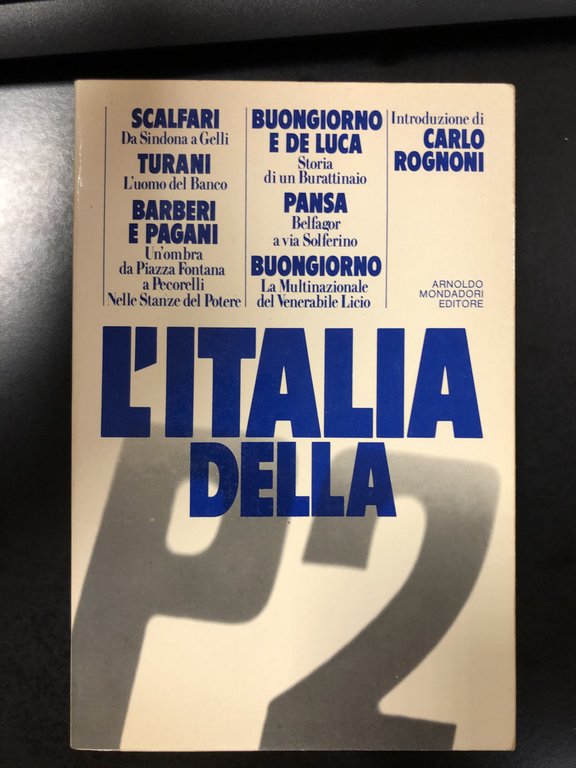 SCALFARI
Da Sindona a Gelli
TURANI
L'uomo del Banco
BARBERI
E PAGANI
Un'ombra
da Piazza Fontana
a Pecorelli
Nelle Stanze del Potere
BUONGIORNO
E DE LUCA
Storia
di un Burattinaio
PANSA
Belfagor
a via Solferino
BUONGIORNO
La Multinazionale
del Venerabile Licio
Introduzione di
CARLO
ROGNONI
ARNOLDO
MONDADORI
EDITORE
L'ITALIA
DELLA
P2